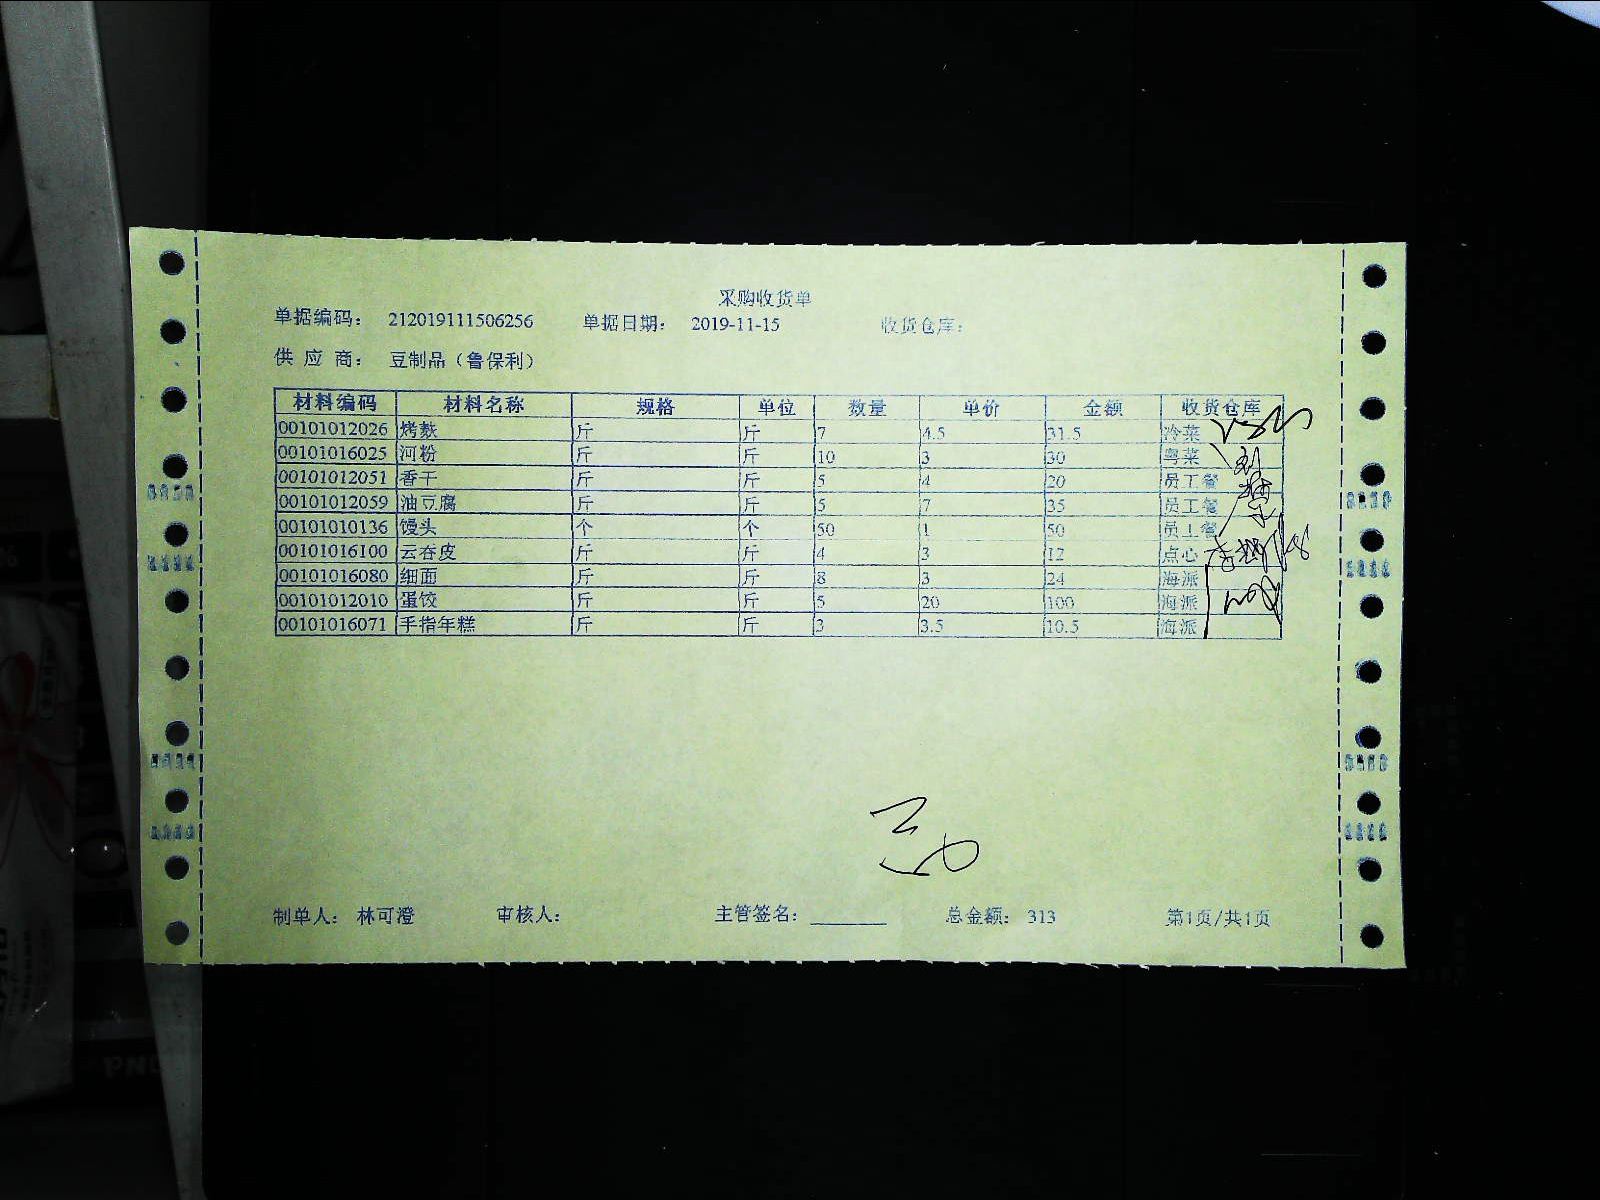 采购收货单
单据编码: 212019111506256 单据日期: 2019-11-15 收货仓库:
供 应 商: 豆制品（鲁保利）
材料编码 材料名称 规格 单位 数量 单价 金额 收货仓库
00101012026 烤麸 斤 斤 7 4.5 31.5 冷菜
00101016025 河粉 斤 斤 10 3 30 粤菜
00101012051 香干 斤 斤 5 4 20 员工餐
00101012059 油豆腐 斤 斤 5 7 35 员工餐
00101010136 馒头 个 个 50 1 50 员工餐
00101016100 云吞皮 斤 斤 4 3 12 点心
00101016080 细面 斤 斤 8 3 24 海派
00101012010 蛋饺 斤 斤 5 20 100 海派
00101016071 手指年糕 斤 斤 3 3.5 10.5 海派
制单人: 林可澄 审核人: 主管签名: 总金额: 313 第1页/共1页